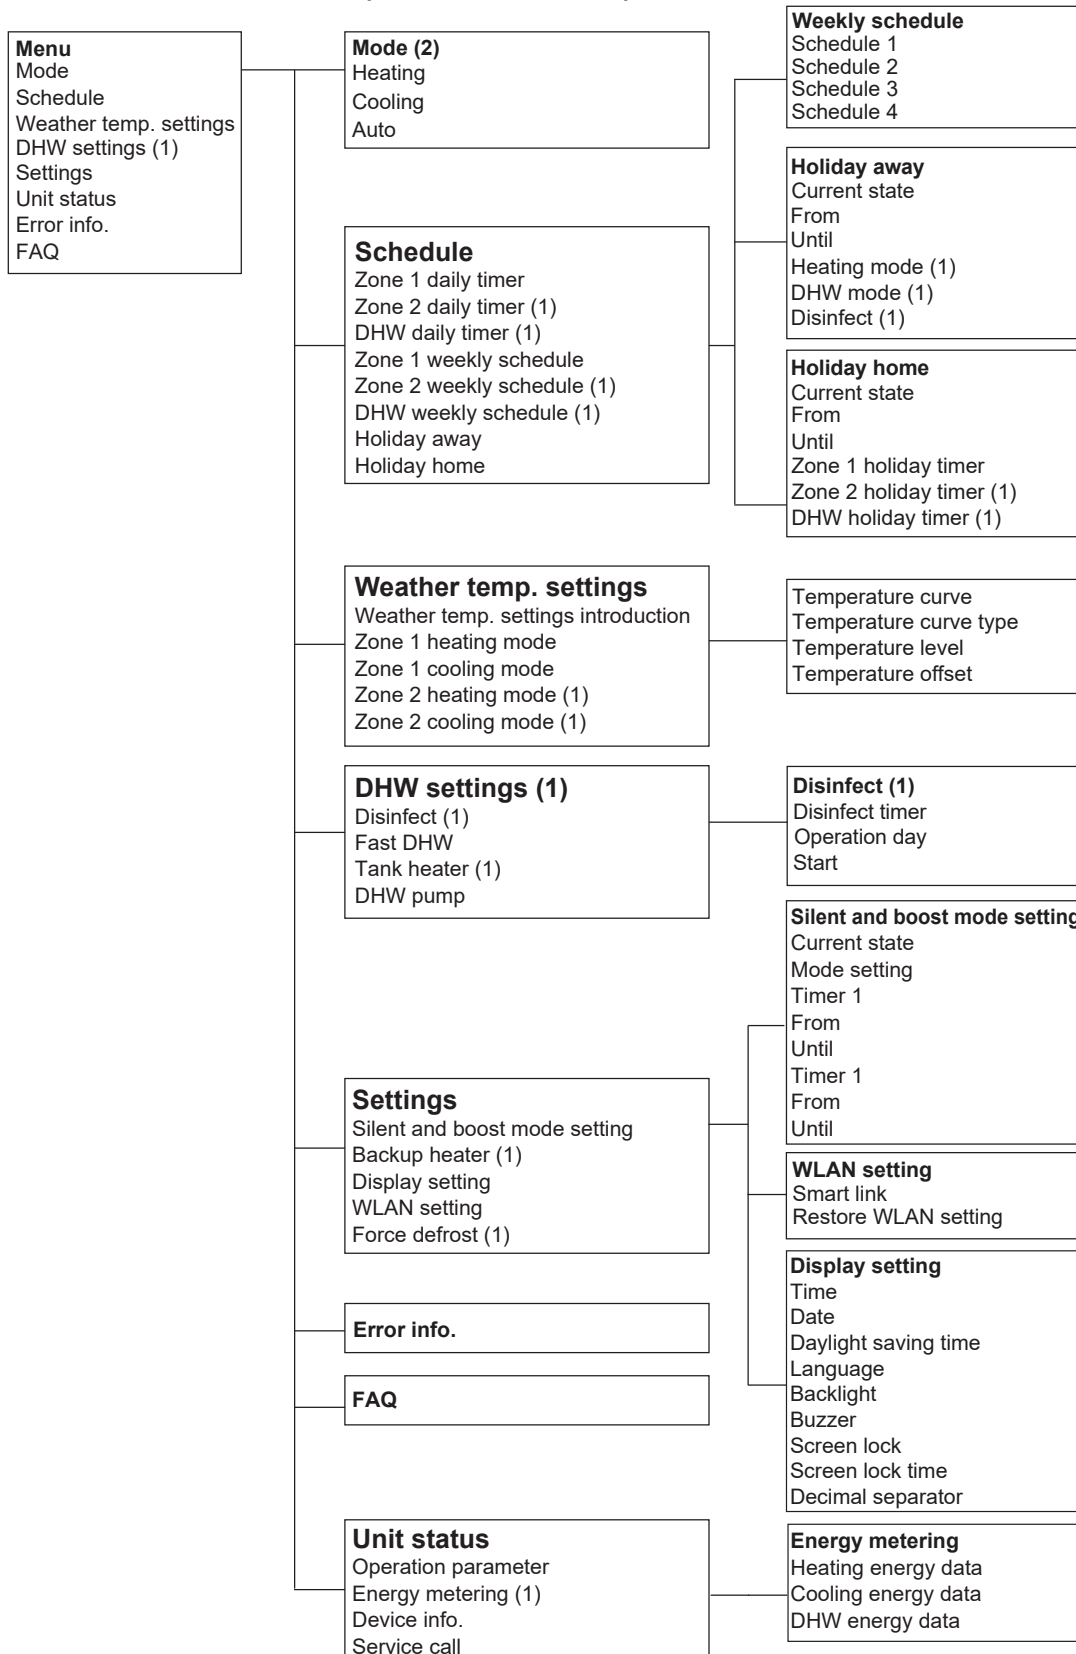 Menu
Mode
Schedule
Weather temp. settings
DHW settings (1)
Settings
Unit status
Error info.
FAQ
Mode (2)
Heating
Cooling
Auto
Schedule
Zone 1 daily timer
Zone 2 daily timer (1)
DHW daily timer (1)
Zone 1 weekly schedule
Zone 2 weekly schedule (1)
DHW weekly schedule (1)
Holiday away
Holiday home
Weekly schedule
Schedule 1
Schedule 2
Schedule 3
Schedule 4
Holiday away
Current state
From
Until
Heating mode (1)
DHW mode (1)
Disinfect (1)
Holiday home
Current state
From
Until
Zone 1 holiday timer
Zone 2 holiday timer (1)
DHW holiday timer (1)
Weather temp. settings
Weather temp. settings introduction
Zone 1 heating mode
Zone 1 cooling mode
Zone 2 heating mode (1)
Zone 2 cooling mode (1)
Temperature curve
Temperature curve type
Temperature level
Temperature offset
DHW settings (1)
Disinfect (1)
Fast DHW
Tank heater (1)
DHW pump
Disinfect (1)
Disinfect timer
Operation day
Start
Settings
Silent and boost mode setting
Backup heater (1)
Display setting
WLAN setting
Force defrost (1)
Silent and boost mode setting
Current state
Mode setting
Timer 1
From
Until
Timer 1
From
Until
WLAN setting
Smart link
Restore WLAN setting
Display setting
Time
Date
Daylight saving time
Language
Backlight
Buzzer
Screen lock
Screen lock time
Decimal separator
Error info.
FAQ
Unit status
Operation parameter
Energy metering (1)
Device info.
Service call
Energy metering
Heating energy data
Cooling energy data
DHW energy data